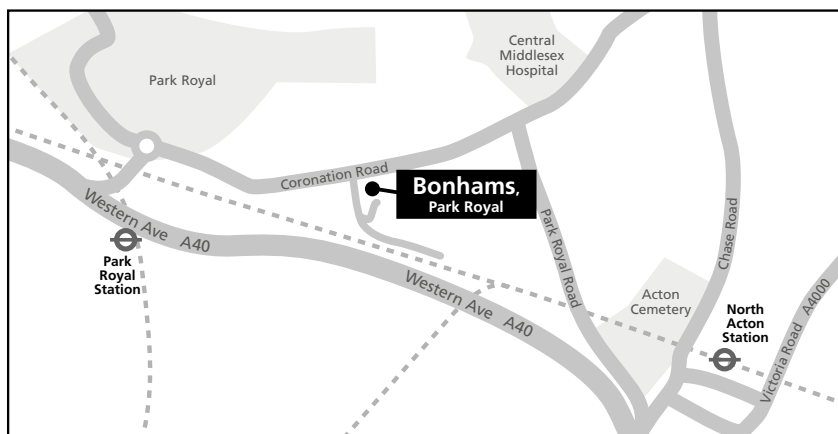 Central
Middlesex
Hospital
Park Royal
Coronation Road
Bonhams,
Park Royal
Western Ave A40
Park
Royal
Station
Western Ave A40
Park Royal Road
Chase Road
Acton
Cemetery
North
Acton
Station
Victoria Road A4000